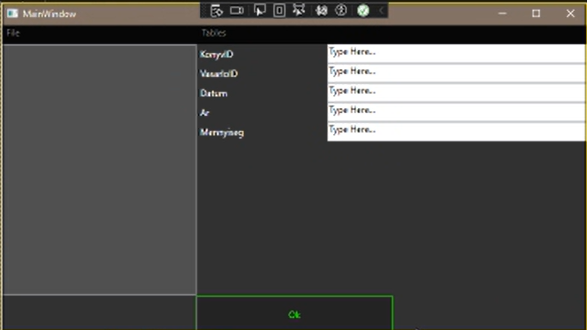 MainWindow
File Tables
KonyvID Type Here...
VasarloID Type Here...
Datum Type Here...
Ar Type Here...
Mennyiseg Type Here...
Ok